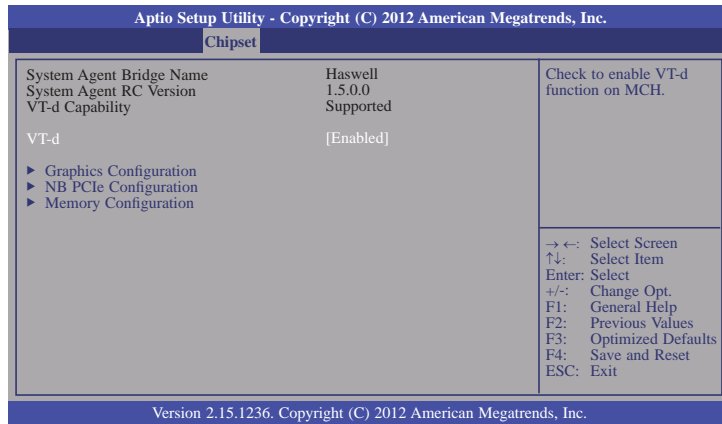 Aptio Setup Utility - Copyright (C) 2012 American Megatrends, Inc.
Chipset
System Agent Bridge Name Haswell
System Agent RC Version 1.5.0.0
VT-d Capability Supported
VT-d [Enabled]
▶ Graphics Configuration
▶ NB PCIe Configuration
▶ Memory Configuration
Check to enable VT-d
function on MCH.
→←: Select Screen
↑↓: Select Item
Enter: Select
+/-: Change Opt.
F1: General Help
F2: Previous Values
F3: Optimized Defaults
F4: Save and Reset
ESC: Exit
Version 2.15.1236. Copyright (C) 2012 American Megatrends, Inc.